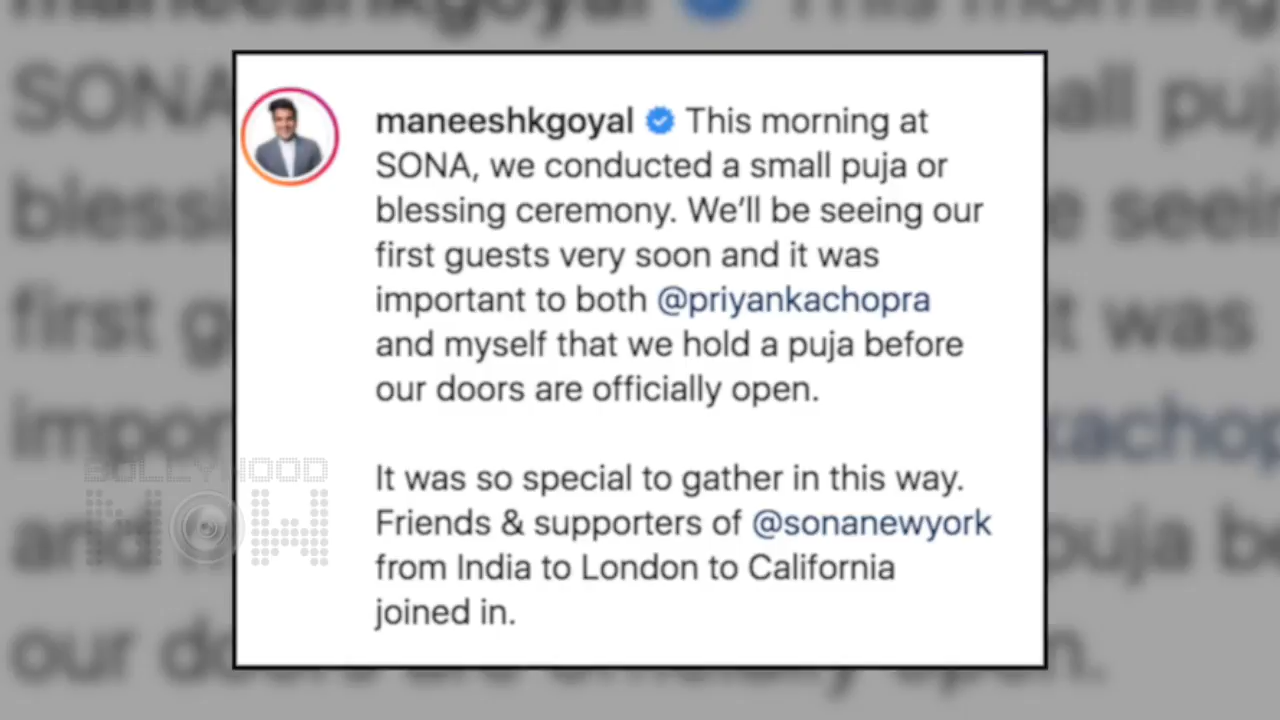 maneeshkgoyal This morning at
SONA, we conducted a small puja or
blessing ceremony. We’ll be seeing our
first guests very soon and it was
important to both @priyankachopra
and myself that we hold a puja before
our doors are officially open.
It was so special to gather in this way.
Friends & supporters of @sonanewyork
from India to London to California
joined in.
BOLLYWOOD
NOW